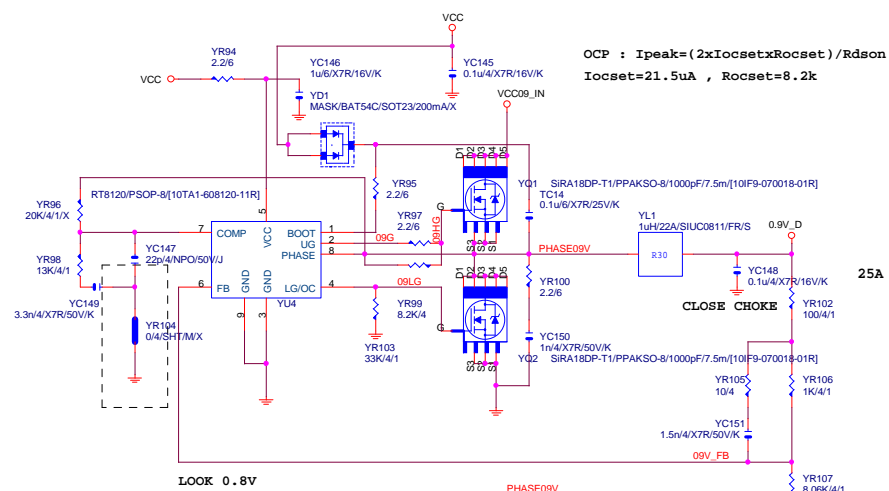 VCC
YR94
2.2/6
YC146
1u/6/X7R/16V/K
YC145
0.1u/4/X7R/16V/K
OCP : Ipeak=(2xIocsetxRocset)/Rdson
Iocset=21.5uA , Rocset=8.2k
VCC
YD1
MASK/BAT54C/SOT23/200mA/X
VCC09_IN
D1
D2
D3
D4
D5
YR96
20K/4/1/X
RT8120/PSOP-8/[10TA1-608120-11R]
YR95
2.2/6
YQ1
SiRA18DP-T1/PPAKSO-8/1000pF/7.5m/[10IF9-070018-01R]
TC14
0.1u/6/X7R/25V/K
G
YR97
2.2/6
09HG
5
YL1
1uH/22A/SIUC0811/FR/S
0.9V_D
7
COMP
VCC
BOOT
1
UG
2
09G
PHASE
8
S3
S2
S1
PHASE09V
R30
YR98
13K/4/1
YC147
22p/4/NPO/50V/J
D1
D2
D3
D4
D5
YC148
0.1u/4/X7R/16V/K
25A
6
FB
GND
GND
LG/OC
4
09LG
YR100
2.2/6
YC149
3.3n/4/X7R/50V/K
YU4
YR99
8.2K/4
CLOSE CHOKE
YR102
100/4/1
9
3
G
YR104
0/4/SHT/M/X
YR103
33K/4/1
YC150
1n/4/X7R/50V/K
YQ2
SiRA18DP-T1/PPAKSO-8/1000pF/7.5m/[10IF9-070018-01R]
S3
S2
S1
YR105
10/4
YR106
1K/4/1
YC151
1.5n/4/X7R/50V/K
09V_FB
LOOK 0.8V
PHASE09V
YR107
8.06K/4/1